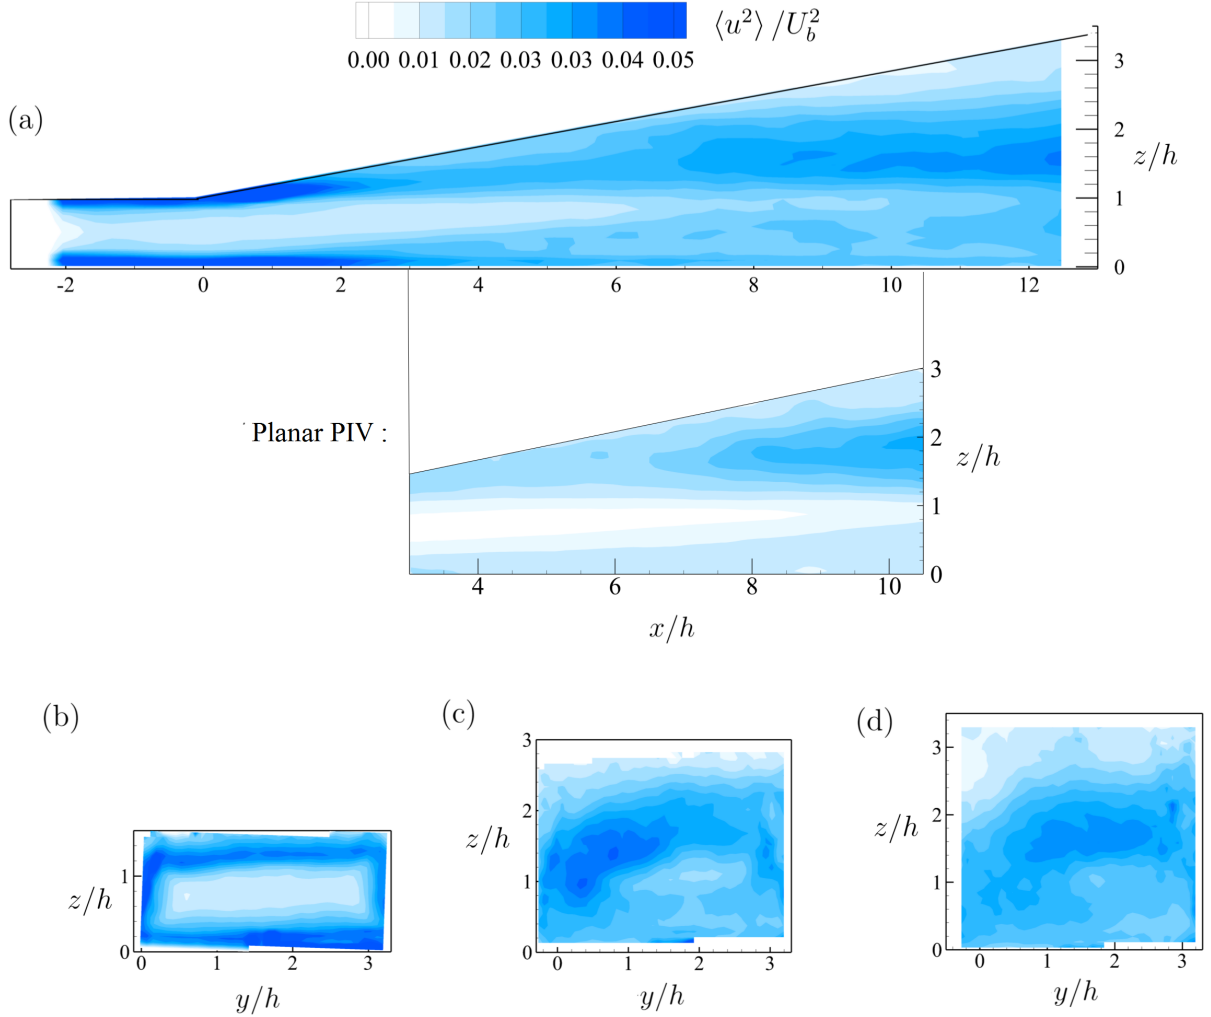 ⟨u²⟩ /U_b²
0.00 0.01 0.02 0.03 0.03 0.04 0.05
(a)
3
2
z/h
1
0
-2 0 2 4 6 8 10 12
3
Planar PIV :
2
z/h
1
0
4 6 8 10
x/h
(b)
(c)
(d)
1
z/h
0
0 1 2 3
y/h
3
2
z/h
1
0
0 1 2 3
y/h
3
2
z/h
1
0
0 1 2 3
y/h